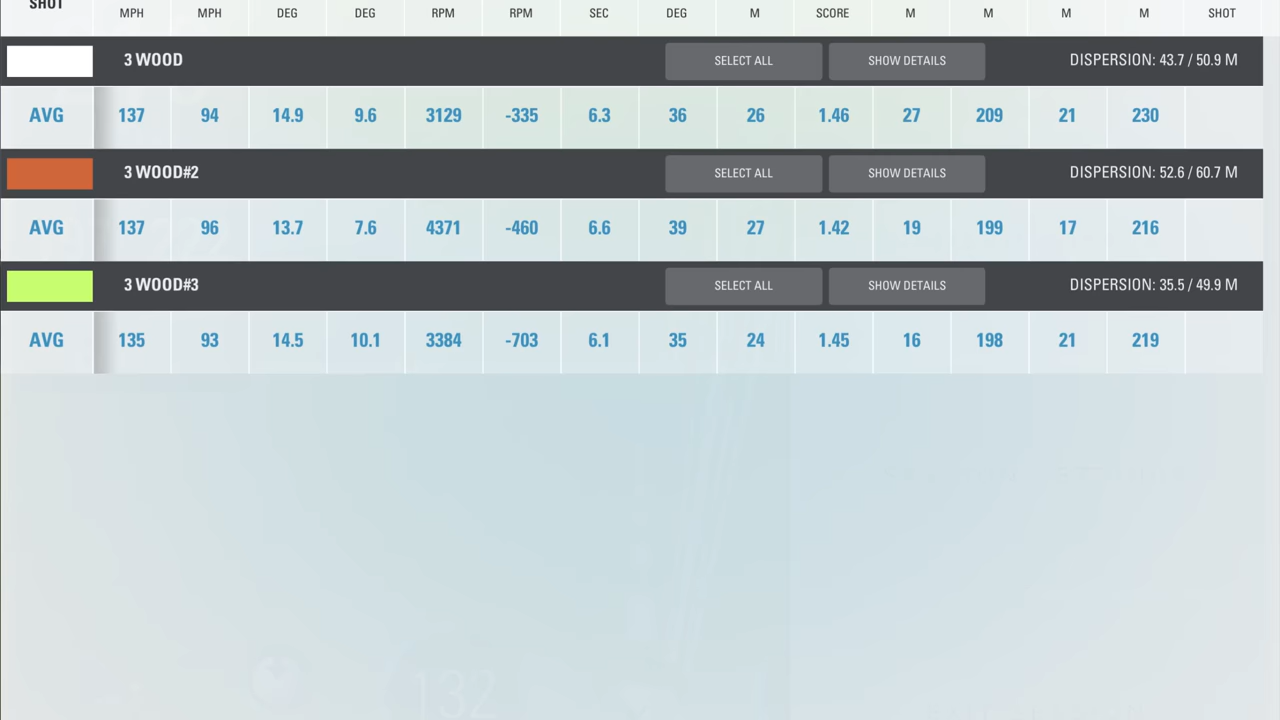 SHOT MPH MPH DEG DEG RPM RPM SEC DEG M SCORE M M M M SHOT
3 WOOD SELECT ALL SHOW DETAILS DISPERSION: 43.7 / 50.9 M
AVG 137 94 14.9 9.6 3129 -335 6.3 36 26 1.46 27 209 21 230
3 WOOD#2 SELECT ALL SHOW DETAILS DISPERSION: 52.6 / 60.7 M
AVG 137 96 13.7 7.6 4371 -460 6.6 39 27 1.42 19 199 17 216
3 WOOD#3 SELECT ALL SHOW DETAILS DISPERSION: 35.5 / 49.9 M
AVG 135 93 14.5 10.1 3384 -703 6.1 35 24 1.45 16 198 21 219
132